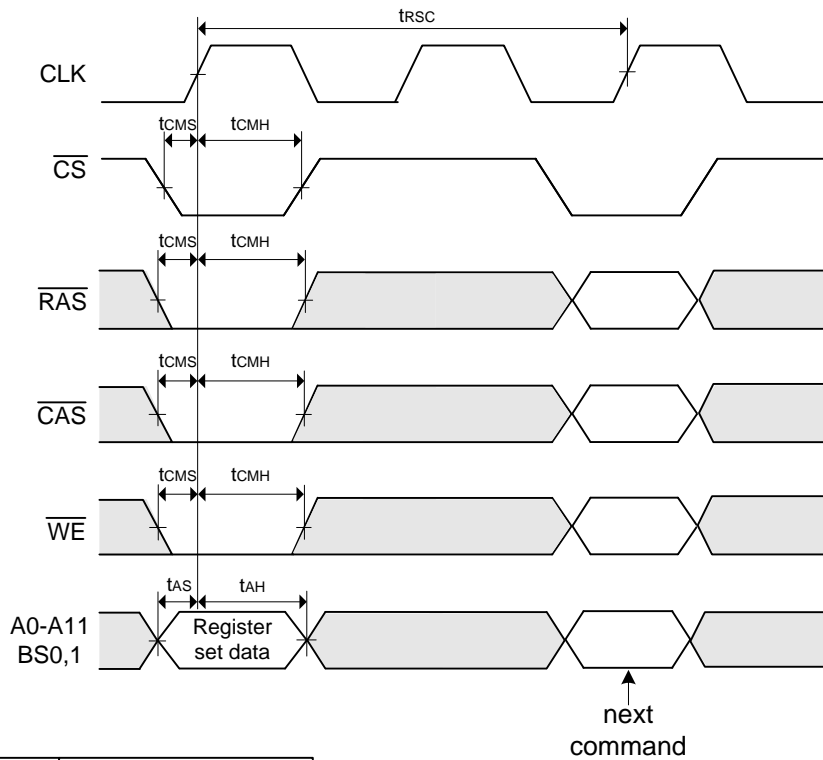 tRSC
CLK
tCMS tCMH
CS
tCMS tCMH
RAS
tCMS tCMH
CAS
tCMS tCMH
WE
tAS tAH
A0-A11
BS0,1
Register
set data
next
command